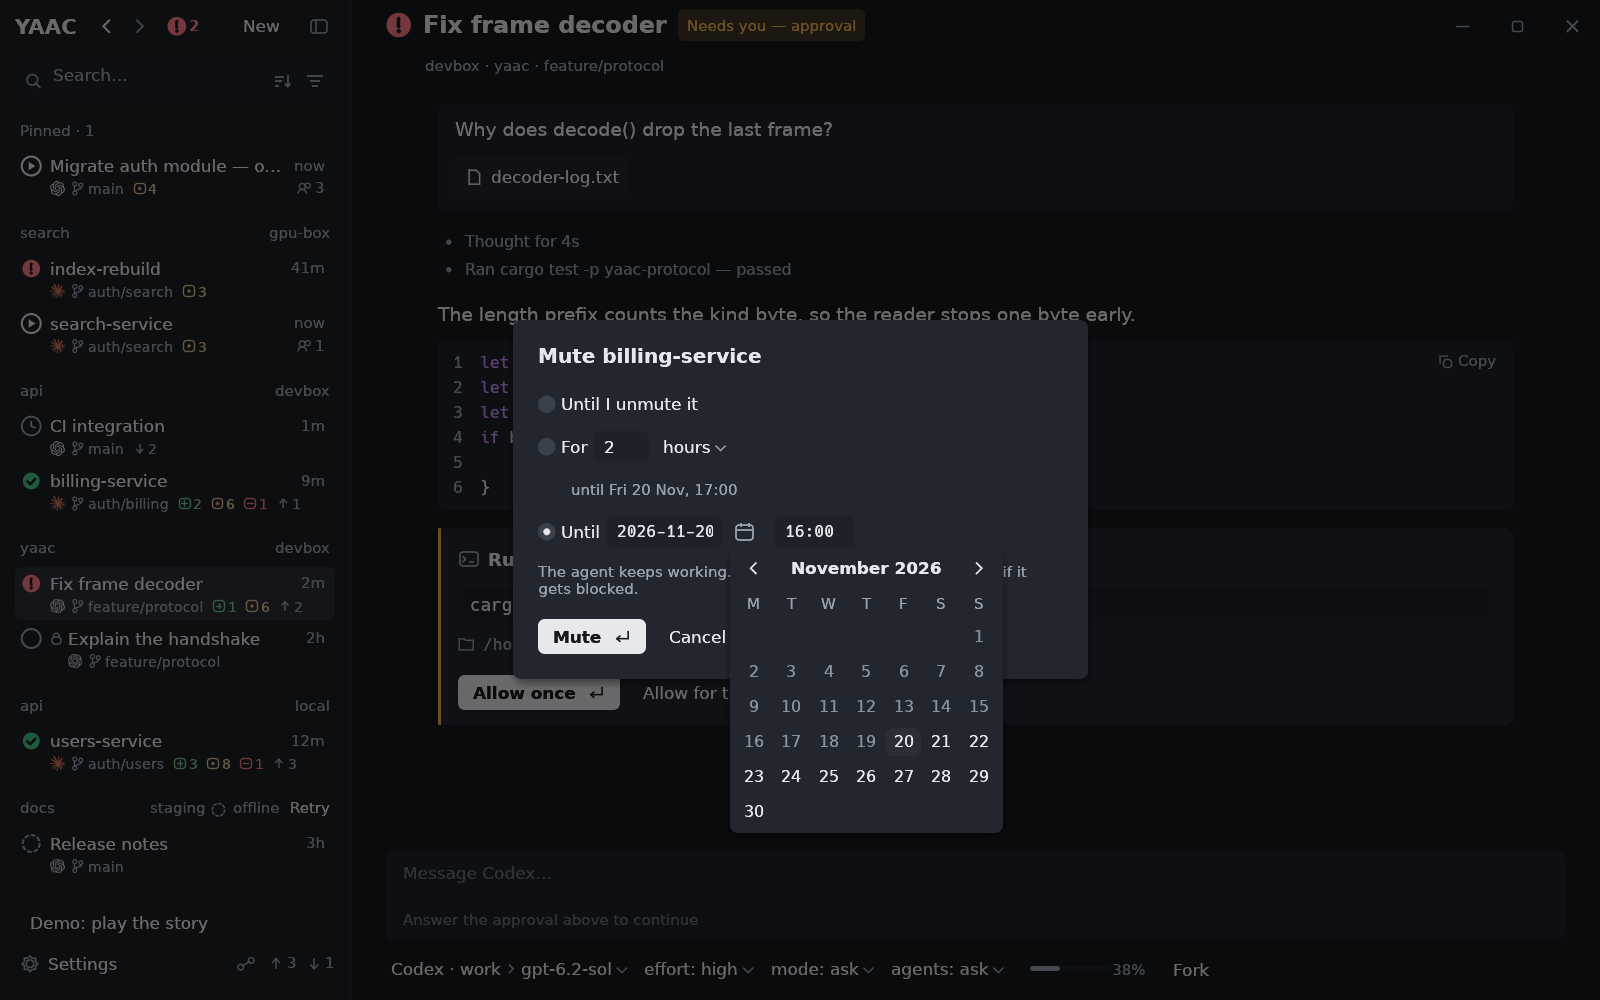 YAAC
2
New
Search...
Pinned · 1
Migrate auth module — o... now
main 4 3
search gpu-box
index-rebuild 41m
auth/search 3
search-service now
auth/search 3 1
api devbox
CI integration 1m
main ↓2
billing-service 9m
auth/billing 2 6 1 ↑1
yaac devbox
Fix frame decoder 2m
feature/protocol 1 6 ↑2
Explain the handshake 2h
feature/protocol
api local
users-service 12m
auth/users 3 8 1 ↑3
docs staging offline Retry
Release notes 3h
main
Demo: play the story
Settings ↑3 ↓1
Fix frame decoder Needs you — approval
devbox · yaac · feature/protocol
Why does decode() drop the last frame?
decoder-log.txt
• Thought for 4s
• Ran cargo test -p yaac-protocol — passed
The length prefix counts the kind byte, so the reader stops one byte early.
1 let
2 let
3 let
4 if
5
6 }
Copy
Ru
carg
/ho
Allow once
Allow for t
Mute billing-service
Until I unmute it
For 2 hours
until Fri 20 Nov, 17:00
Until 2026-11-20 16:00
The agent keeps working. if it
gets blocked.
Mute Cancel
November 2026
M T W T F S S
1
2 3 4 5 6 7 8
9 10 11 12 13 14 15
16 17 18 19 20 21 22
23 24 25 26 27 28 29
30
Message Codex...
Answer the approval above to continue
Codex · work > gpt-6.2-sol effort: high mode: ask agents: ask 38% Fork